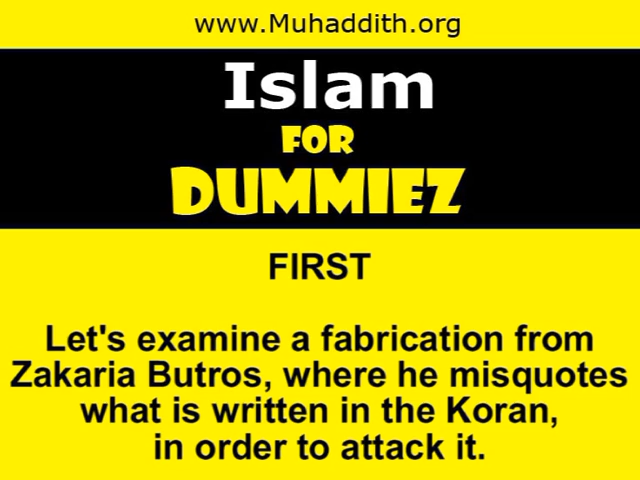 www.Muhaddith.org
Islam
FOR
DUMMIEZ
FIRST
Let's examine a fabrication from
Zakaria Butros, where he misquotes
what is written in the Koran,
in order to attack it.